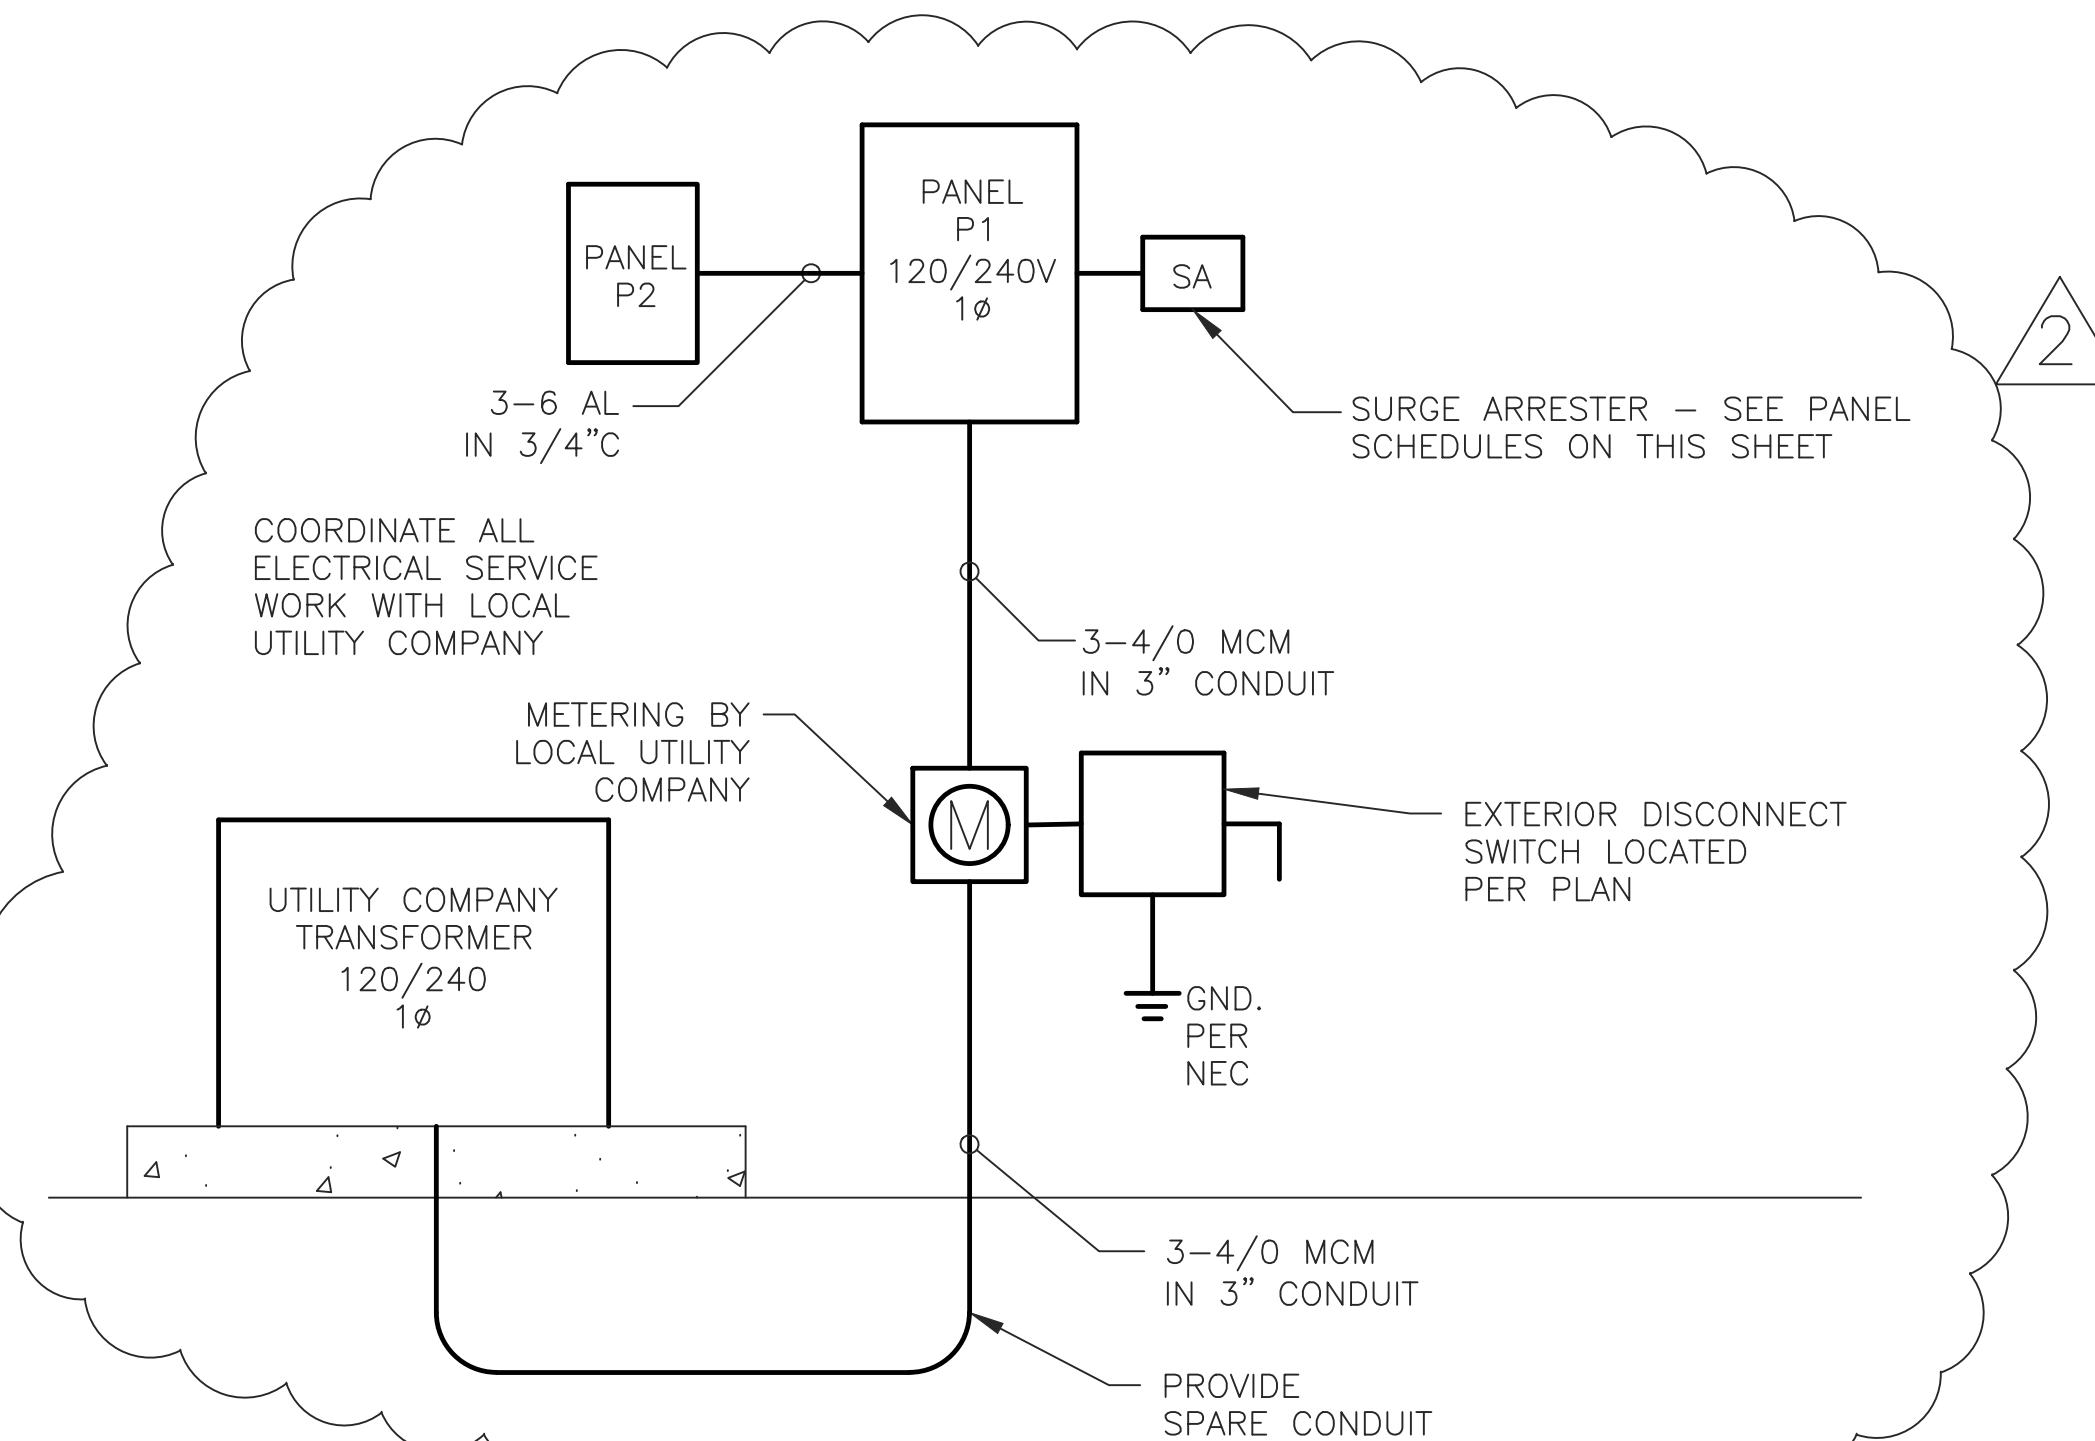 PANEL
P1
120/240V
1ø
PANEL
P2
SA
2
3-6 AL
IN 3/4"C
SURGE ARRESTER - SEE PANEL
SCHEDULES ON THIS SHEET
COORDINATE ALL
ELECTRICAL SERVICE
WORK WITH LOCAL
UTILITY COMPANY
3-4/0 MCM
IN 3" CONDUIT
METERING BY
LOCAL UTILITY
COMPANY
M
EXTERIOR DISCONNECT
SWITCH LOCATED
PER PLAN
UTILITY COMPANY
TRANSFORMER
120/240
1ø
GND.
PER
NEC
3-4/0 MCM
IN 3" CONDUIT
PROVIDE
SPARE CONDUIT